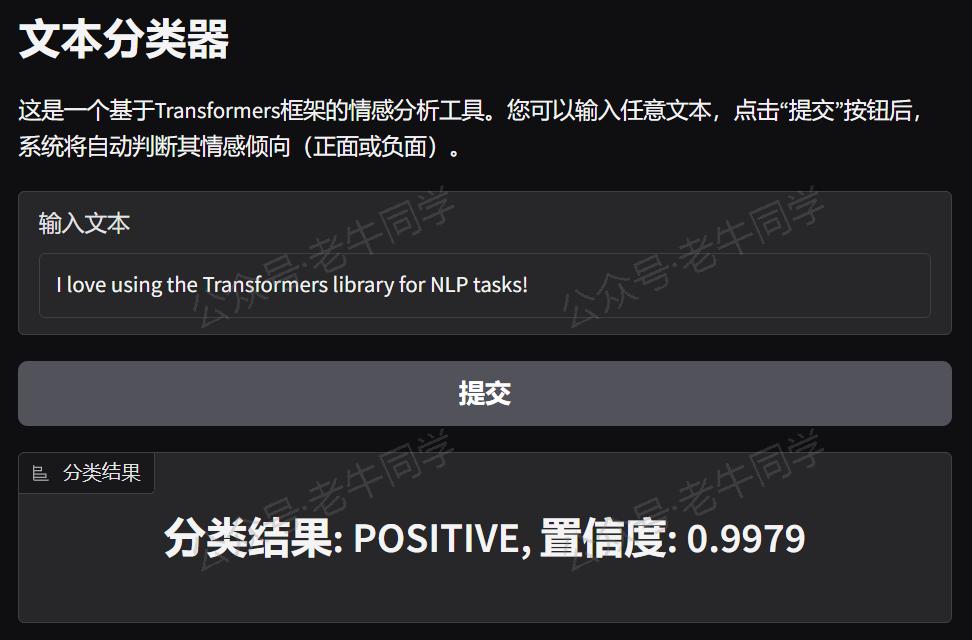 文本分类器
这是一个基于Transformers框架的情感分析工具。您可以输入任意文本，点击“提交”按钮后，
系统将自动判断其情感倾向（正面或负面）。
输入文本
I love using the Transformers library for NLP tasks!
提交
分类结果
分类结果: POSITIVE, 置信度: 0.9979
公众号·老牛同学
公众号·老牛同学
公众号·老牛同学
公众号·老牛同学